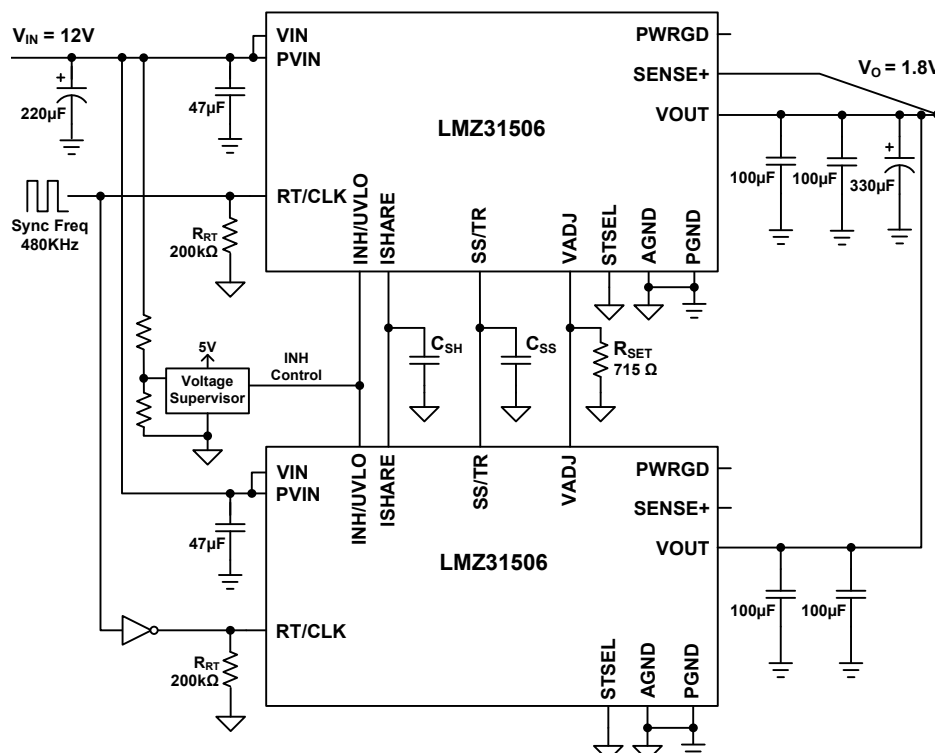 VIN = 12V
220µF
+
47µF
Sync Freq
480KHz
RRT
200kΩ
VIN
PVIN
RT/CLK
LMZ31506
PWRGD
SENSE+
VOUT
INH/UVLO
ISHARE
SS/TR
VADJ
STSEL
AGND
PGND
VO = 1.8V
100µF
100µF
+
330µF
5V
Voltage
Supervisor
INH
Control
CSH
CSS
RSET
715 Ω
VIN
PVIN
47µF
INH/UVLO
ISHARE
SS/TR
VADJ
LMZ31506
PWRGD
SENSE+
VOUT
100µF
100µF
RT/CLK
RRT
200kΩ
STSEL
AGND
PGND